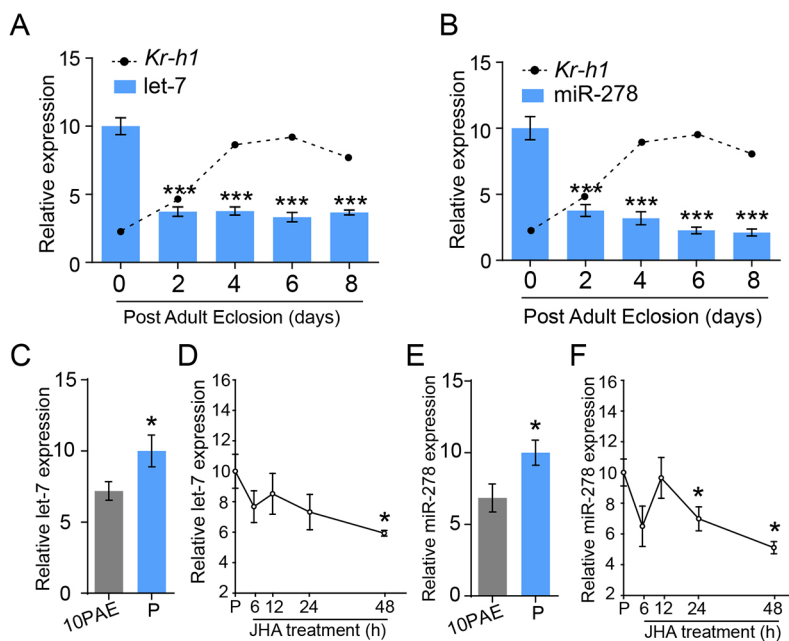 A
Kr-h1
let-7
Relative expression
15
10
5
0
***
***
***
***
0 2 4 6 8
Post Adult Eclosion (days)
B
Kr-h1
miR-278
Relative expression
15
10
5
0
***
***
***
***
0 2 4 6 8
Post Adult Eclosion (days)
C
Relative let-7 expression
15
10
5
0
*
10PAE P
D
Relative let-7 expression
16
14
12
10
8
6
4
2
*
P 6 12 24 48
JHA treatment (h)
E
Relative miR-278 expression
15
10
5
0
*
10PAE P
F
Relative miR-278 expression
16
14
12
10
8
6
4
2
*
*
P 6 12 24 48
JHA treatment (h)